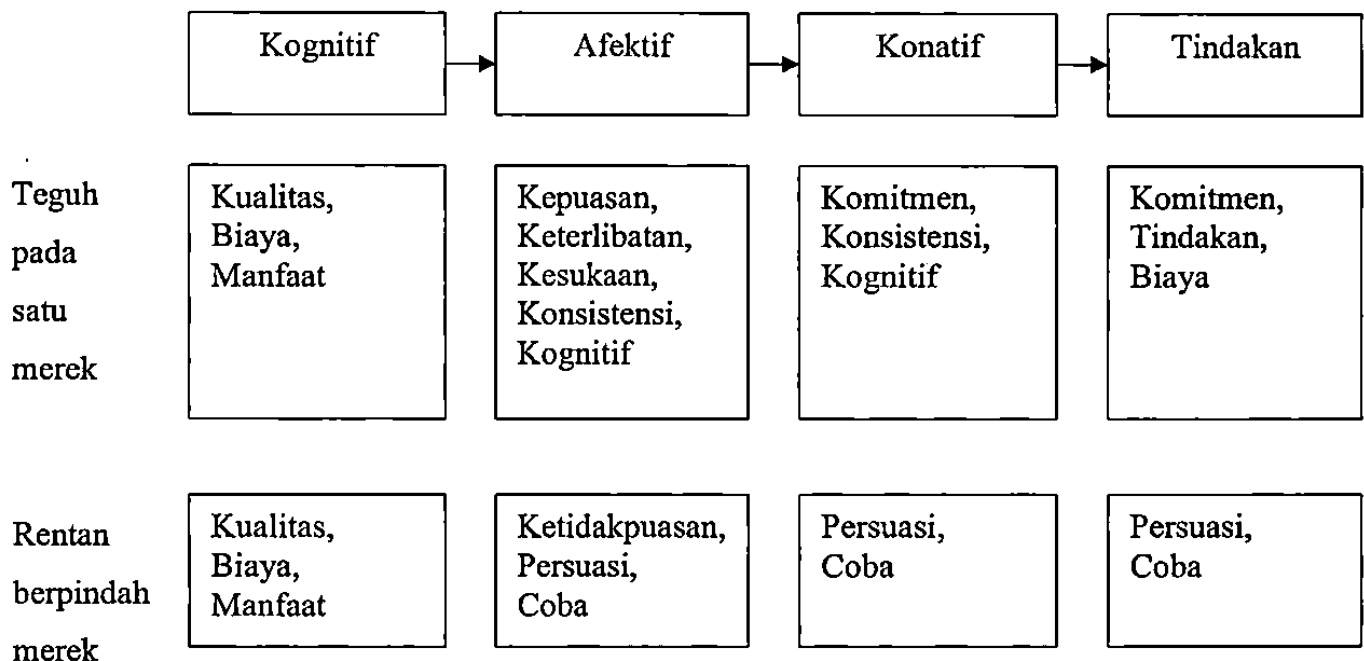 Kognitif
Afektif
Konatif
Tindakan
Teguh
pada
satu
merek
Kualitas,
Biaya,
Manfaat
Kepuasan,
Keterlibatan,
Kesukaan,
Konsistensi,
Kognitif
Komitmen,
Konsistensi,
Kognitif
Komitmen,
Tindakan,
Biaya
Rentan
berpindah
merek
Kualitas,
Biaya,
Manfaat
Ketidakpuasan,
Persuasi,
Coba
Persuasi,
Coba
Persuasi,
Coba